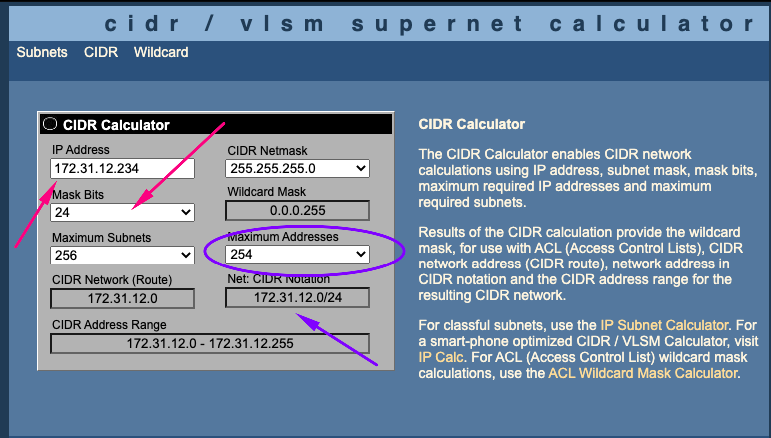 cidr / vlsm supernet calculator
Subnets CIDR Wildcard
CIDR Calculator
IP Address CIDR Netmask
172.31.12.234 255.255.255.0
Mask Bits Wildcard Mask
24 0.0.0.255
Maximum Subnets Maximum Addresses
256 254
CIDR Network (Route) Net: CIDR Notation
172.31.12.0 172.31.12.0/24
CIDR Address Range
172.31.12.0 - 172.31.12.255
CIDR Calculator
The CIDR Calculator enables CIDR network
calculations using IP address, subnet mask, mask bits,
maximum required IP addresses and maximum
required subnets.
Results of the CIDR calculation provide the wildcard
mask, for use with ACL (Access Control Lists), CIDR
network address (CIDR route), network address in
CIDR notation and the CIDR address range for the
resulting CIDR network.
For classful subnets, use the IP Subnet Calculator. For
a smart-phone optimized CIDR / VLSM Calculator, visit
IP Calc. For ACL (Access Control List) wildcard mask
calculations, use the ACL Wildcard Mask Calculator.